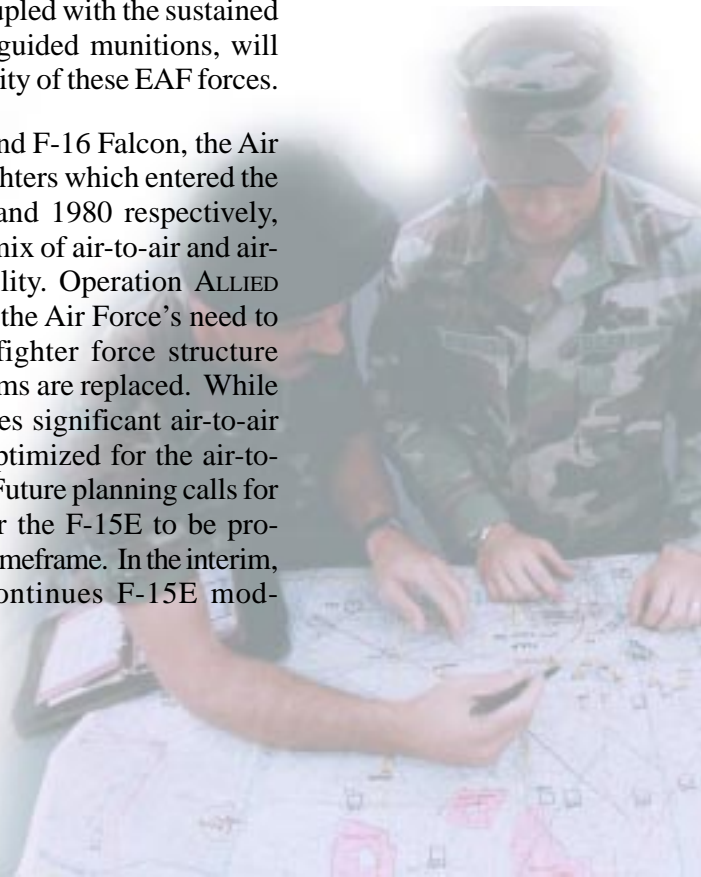 upled with the sustained
guided munitions, will
ity of these EAF forces.
nd F-16 Falcon, the Air
hters which entered the
and 1980 respectively,
mix of air-to-air and air-
lity. Operation ALLIED
the Air Force's need to
fighter force structure
ms are replaced. While
es significant air-to-air
ptimized for the air-to-
Future planning calls for
r the F-15E to be pro-
meframe. In the interim,
ontinues F-15E mod-